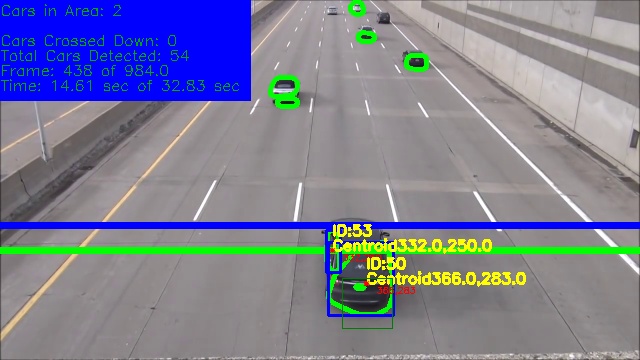 Cars in Area: 2
Cars Crossed Down: 0
Total Cars Detected: 54
Frame: 438 of 984.0
Time: 14.61 sec of 32.83 sec
ID:53
Centroid332.0,250.0
ID:50
Centroid366.0,283.0